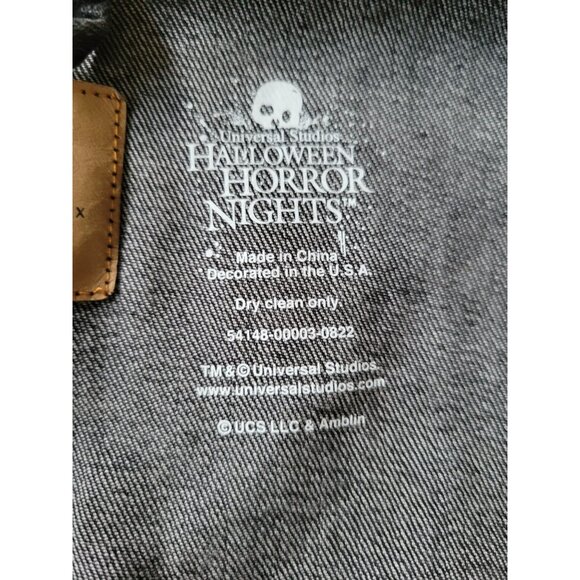 Universal Studios
HALLOWEEN
HORROR
NIGHTS™
Made in China
Decorated in the U.S.A.
Dry clean only.
54148-00003-0822
TM & © Universal Studios.
www.universalstudios.com
© UCS LLC & Amblin
X